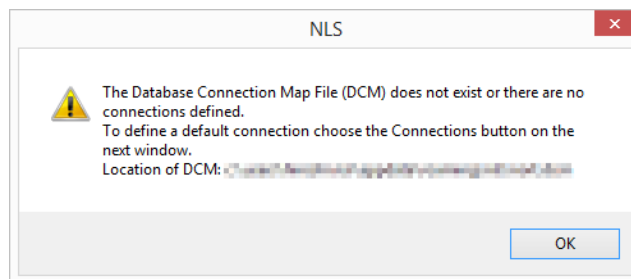 NLS
The Database Connection Map File (DCM) does not exist or there are no
connections defined.
To define a default connection choose the Connections button on the
next window.
Location of DCM:
OK